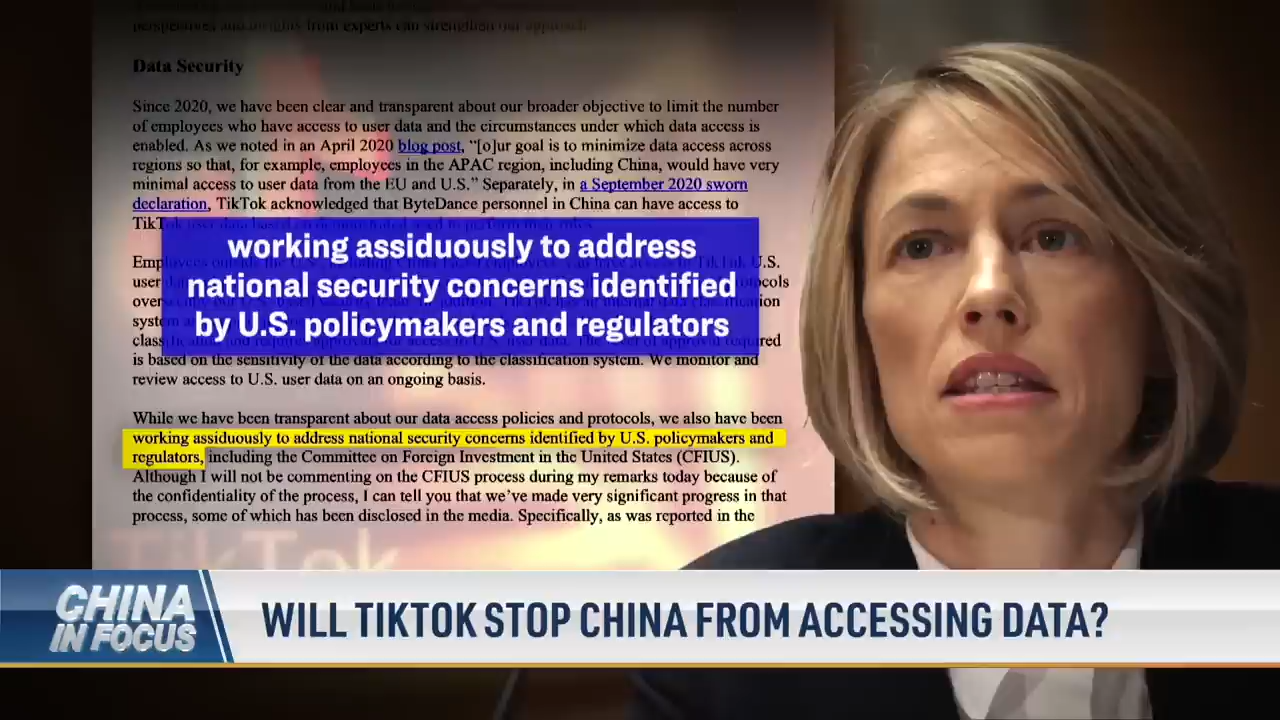 perspectives and insights from experts can strengthen our approach.
Data Security
Since 2020, we have been clear and transparent about our broader objective to limit the number
of employees who have access to user data and the circumstances under which data access is
enabled. As we noted in an April 2020 blog post, “[o]ur goal is to minimize data access across
regions so that, for example, employees in the APAC region, including China, would have very
minimal access to user data from the EU and U.S.” Separately, in a September 2020 sworn
declaration, TikTok acknowledged that ByteDance personnel in China can have access to
working assiduously to address
national security concerns identified
by U.S. policymakers and regulators
is based on the sensitivity of the data according to the classification system. We monitor and
review access to U.S. user data on an ongoing basis.
While we have been transparent about our data access policies and protocols, we also have been
working assiduously to address national security concerns identified by U.S. policymakers and
regulators, including the Committee on Foreign Investment in the United States (CFIUS).
Although I will not be commenting on the CFIUS process during my remarks today because of
the confidentiality of the process, I can tell you that we’ve made very significant progress in that
process, some of which has been disclosed in the media. Specifically, as was reported in the
TikTok
CHINA
IN FOCUS
WILL TIKTOK STOP CHINA FROM ACCESSING DATA?